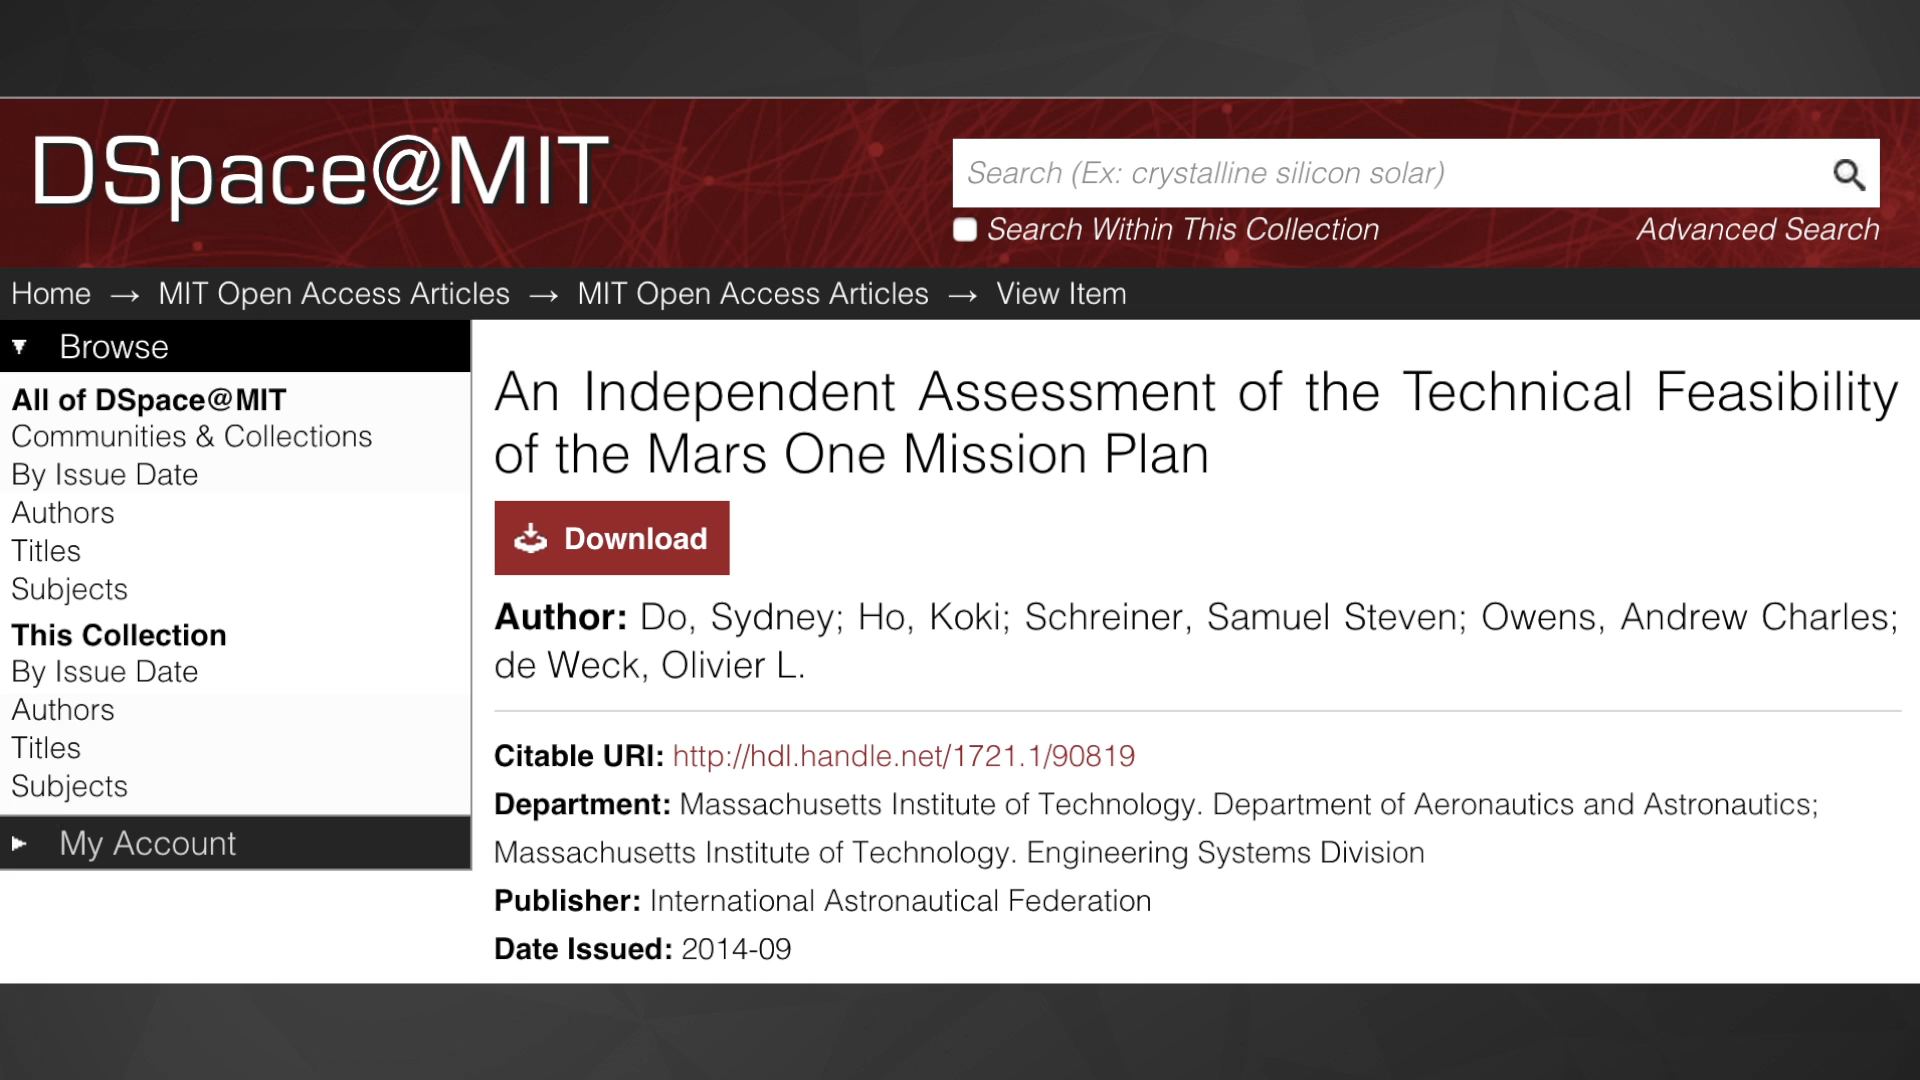 DSpace@MIT
Search (Ex: crystalline silicon solar)
Search Within This Collection
Advanced Search
Home → MIT Open Access Articles → MIT Open Access Articles → View Item
Browse
All of DSpace@MIT
Communities & Collections
By Issue Date
Authors
Titles
Subjects
This Collection
By Issue Date
Authors
Titles
Subjects
My Account
An Independent Assessment of the Technical Feasibility
of the Mars One Mission Plan
Download
Author: Do, Sydney; Ho, Koki; Schreiner, Samuel Steven; Owens, Andrew Charles;
de Weck, Olivier L.
Citable URI: http://hdl.handle.net/1721.1/90819
Department: Massachusetts Institute of Technology. Department of Aeronautics and Astronautics;
Massachusetts Institute of Technology. Engineering Systems Division
Publisher: International Astronautical Federation
Date Issued: 2014-09